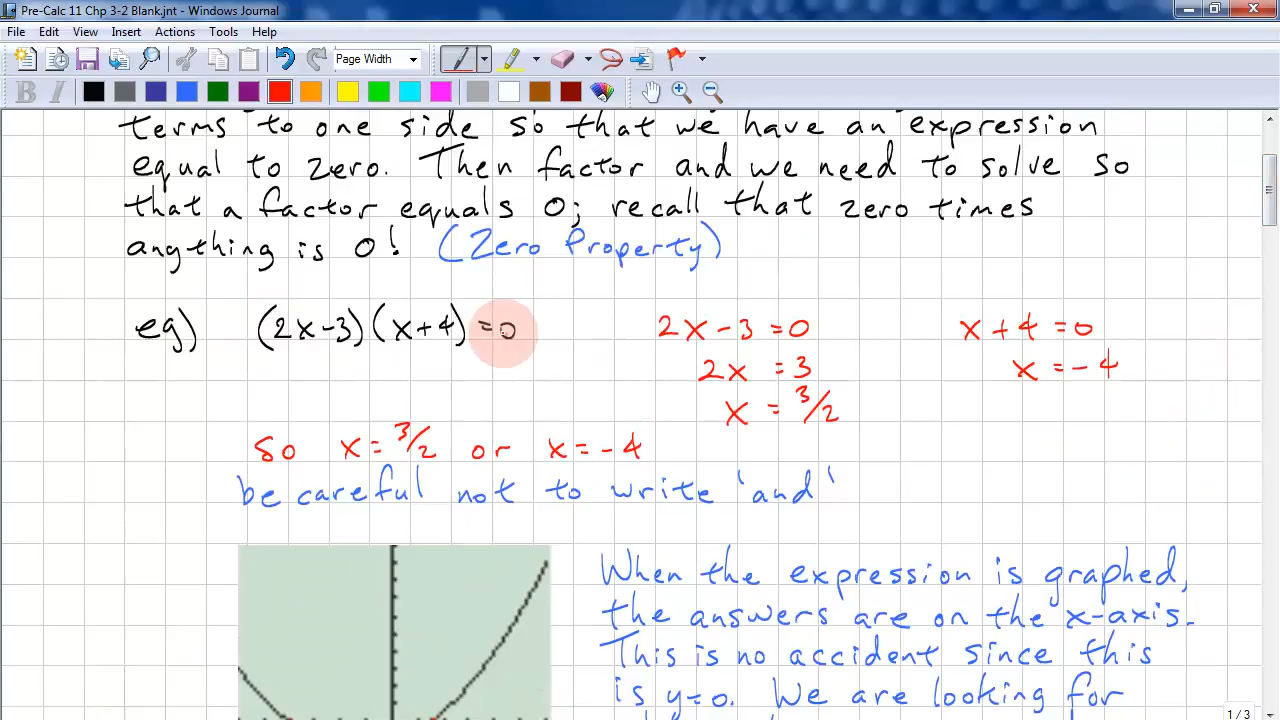 Pre-Calc 11 Chp 3-2 Blank.jnt - Windows Journal
File Edit View Insert Actions Tools Help
Page Width
B I
terms to one side so that we have an expression
equal to zero. Then factor and we need to solve so
that a factor equals 0; recall that zero times
angthing is 0! (Zero Property)
eg) (2x-3)(x+4)=0 2x-3=0 x+4=0
2x=3 x=-4
x=3/2
So x=3/2 or x=-4
be careful not to write 'and'
When the expression is graphed,
the answers are on the x-axis.
This is no accident since this
is y=0. We are looking for
1/3